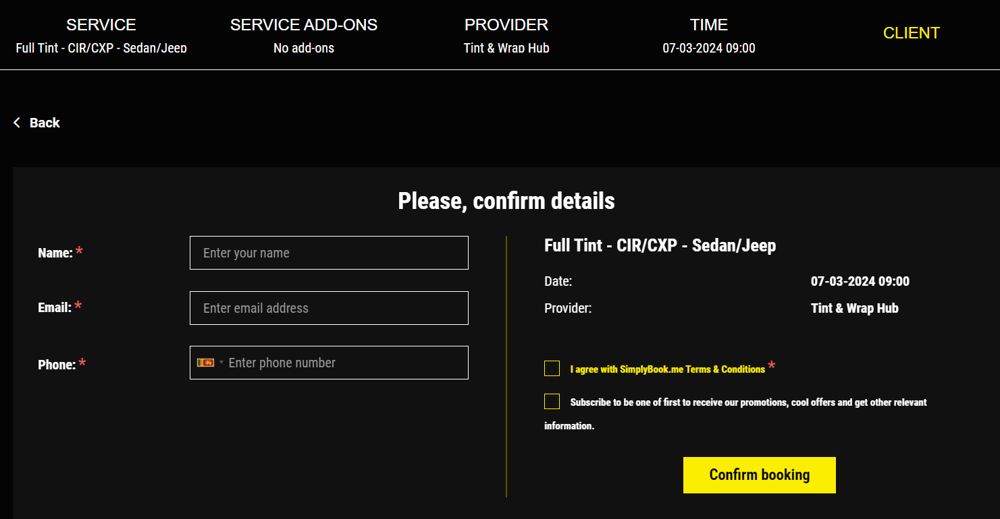 SERVICE
Full Tint - CIR/CXP - Sedan/Jeep
SERVICE ADD-ONS
No add-ons
PROVIDER
Tint & Wrap Hub
TIME
07-03-2024 09:00
CLIENT
Back
Please, confirm details
Name: *
Enter your name
Email: *
Enter email address
Phone: *
Enter phone number
Full Tint - CIR/CXP - Sedan/Jeep
Date: 07-03-2024 09:00
Provider: Tint & Wrap Hub
I agree with SimplyBook.me Terms & Conditions *
Subscribe to be one of first to receive our promotions, cool offers and get other relevant
information.
Confirm booking